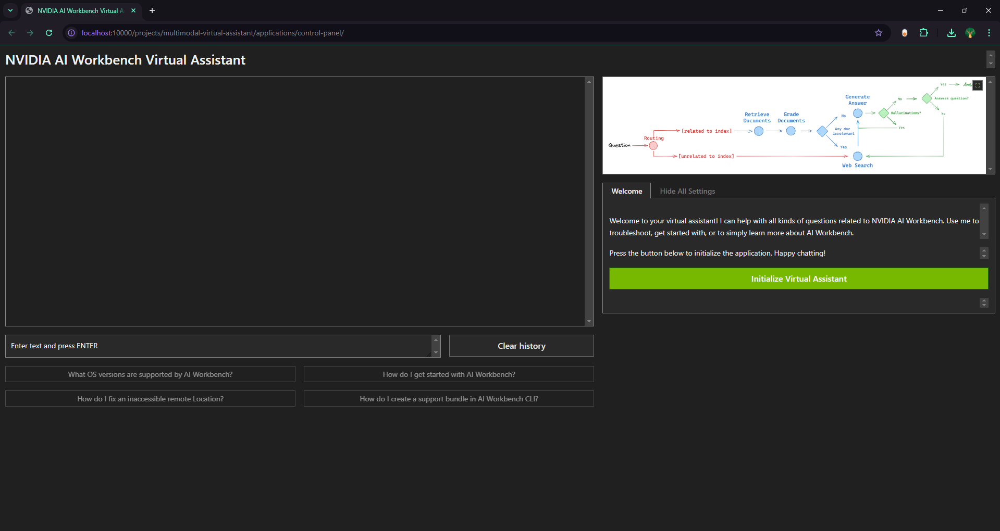 NVIDIA AI Workbench Virtual A
localhost:10000/projects/multimodal-virtual-assistant/applications/control-panel/
NVIDIA AI Workbench Virtual Assistant
Question
Routing
[related to index]
[unrelated to index]
Retrieve
Documents
Grade
Documents
Any doc
irrelevant
No
Yes
Generate
Answer
Web Search
Hallucinations?
No
Yes
Answers question?
Yes
No
Ans
Welcome
Hide All Settings
Welcome to your virtual assistant! I can help with all kinds of questions related to NVIDIA AI Workbench. Use me to
troubleshoot, get started with, or to simply learn more about AI Workbench.
Press the button below to initialize the application. Happy chatting!
Initialize Virtual Assistant
Enter text and press ENTER
Clear history
What OS versions are supported by AI Workbench?
How do I get started with AI Workbench?
How do I fix an inaccessible remote Location?
How do I create a support bundle in AI Workbench CLI?